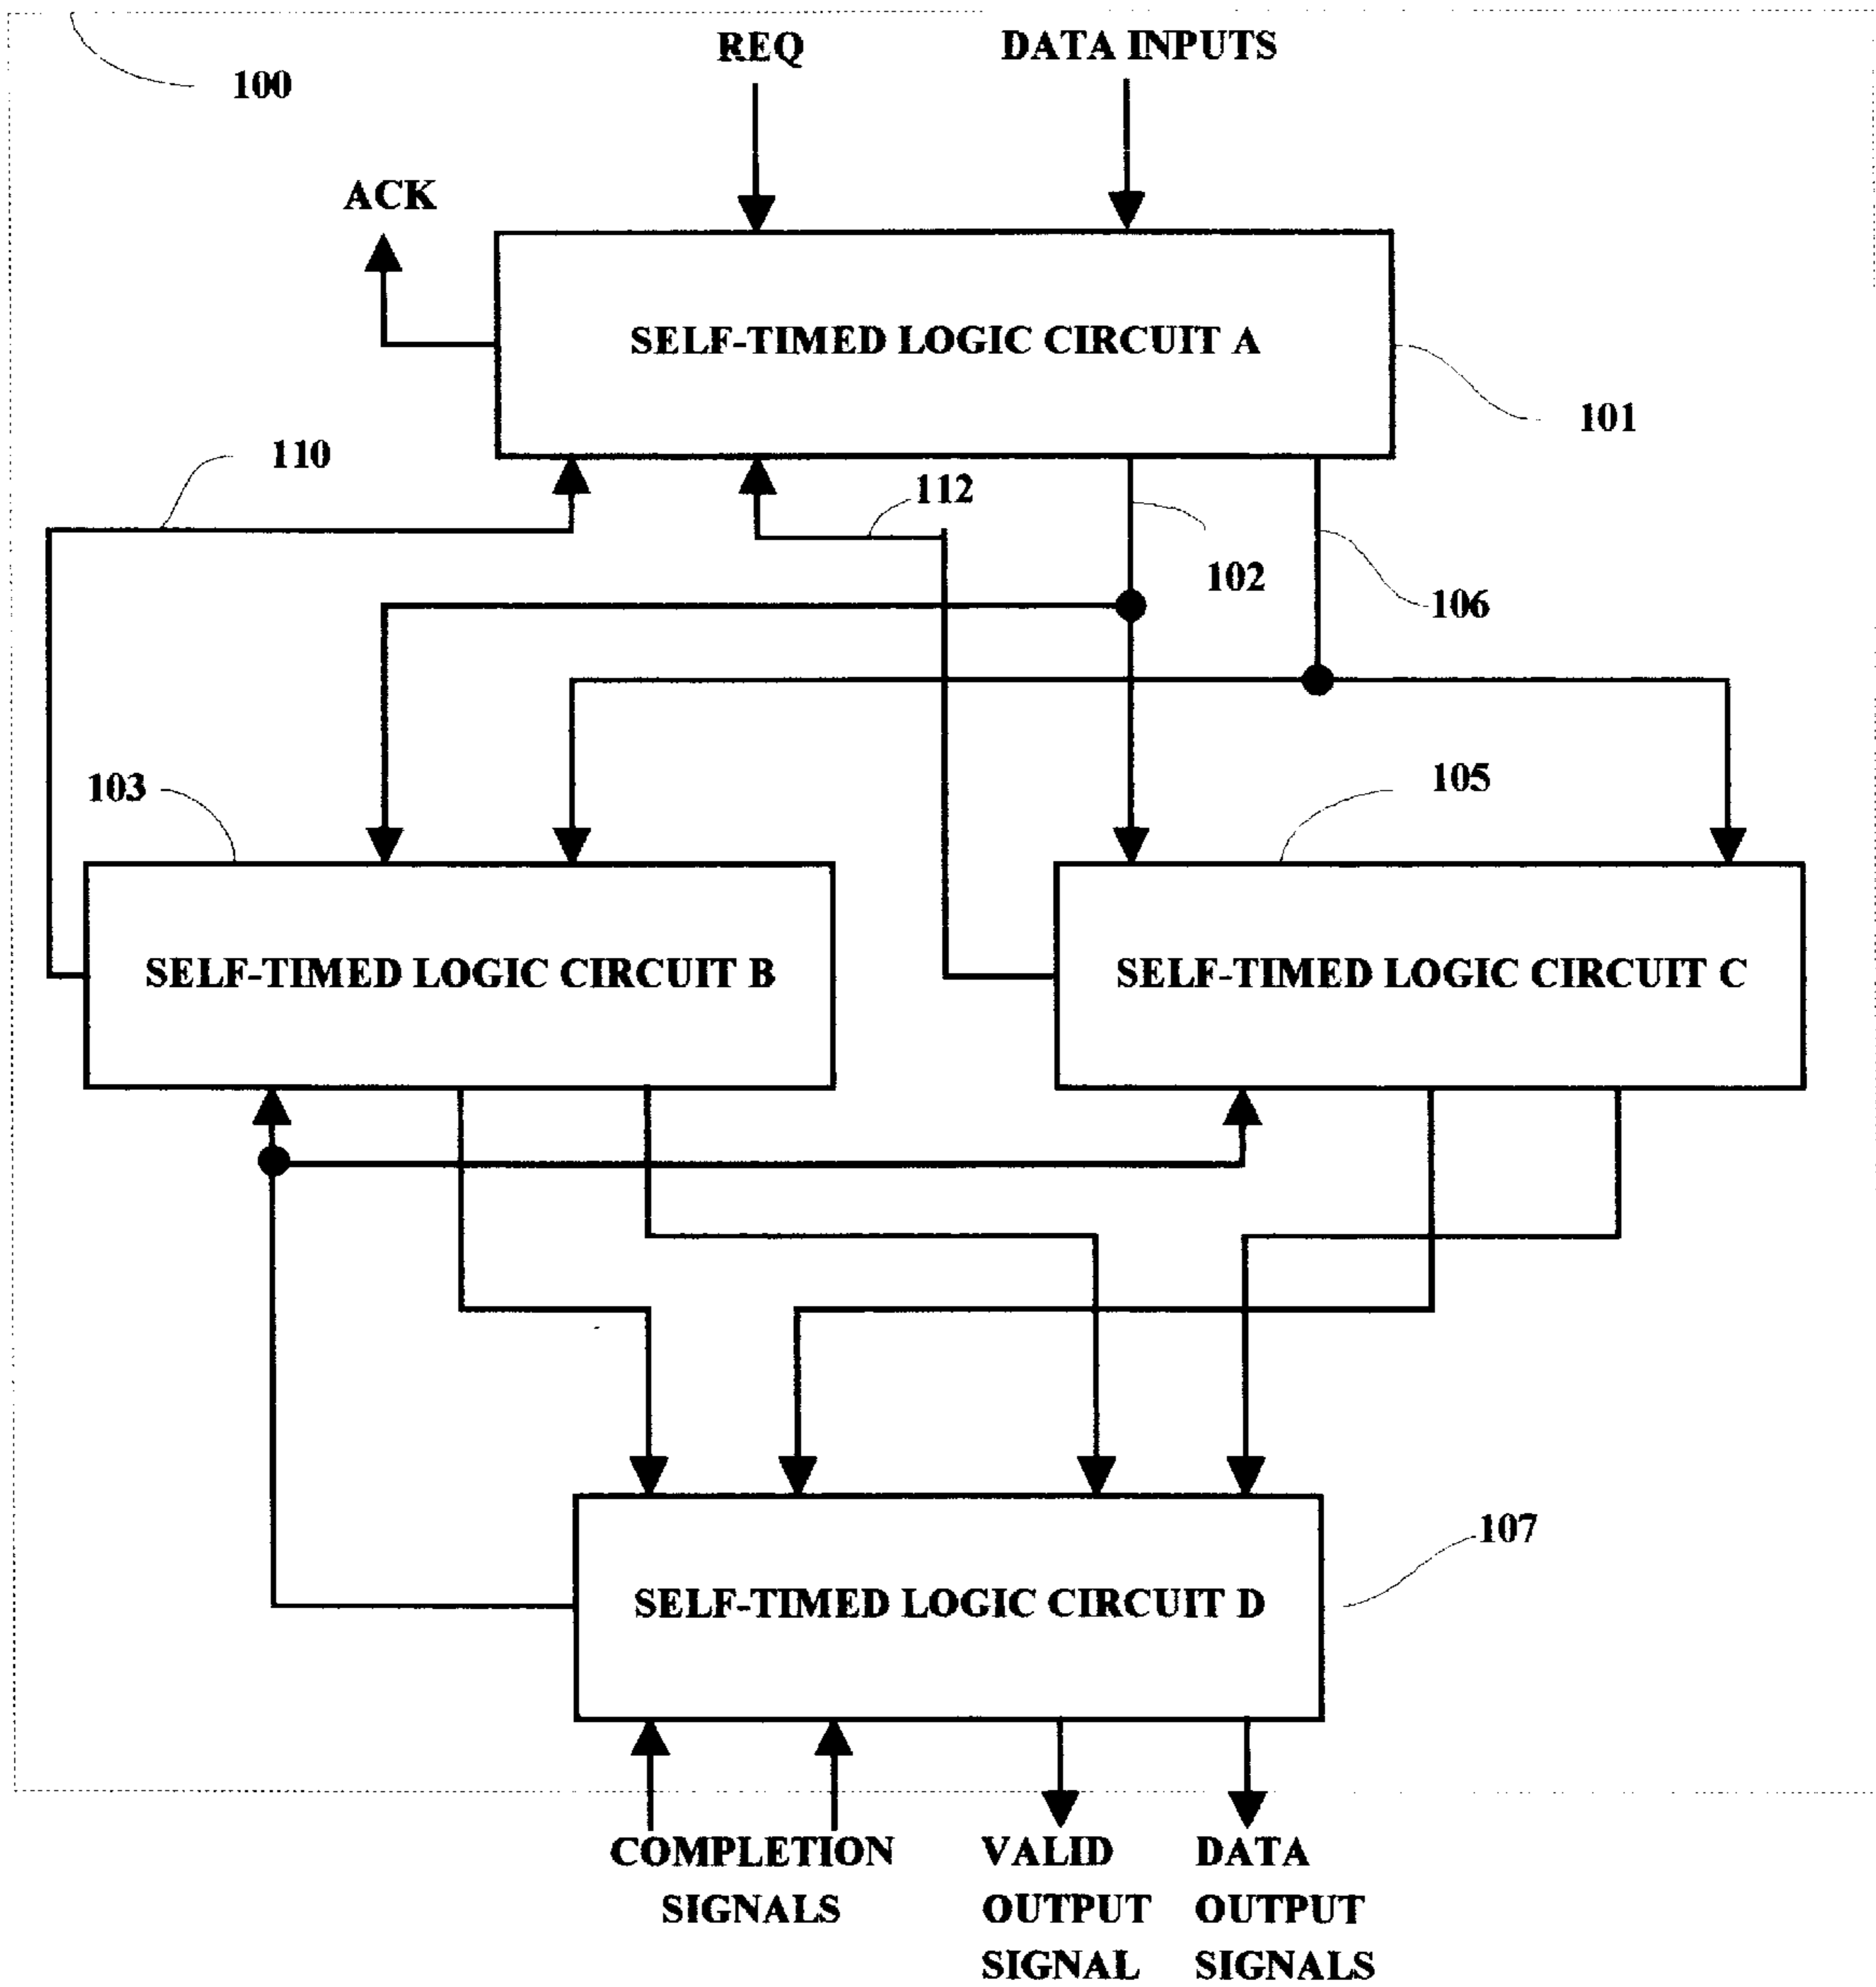 REQ
DATA INPUTS
100
ACK
SELF-TIMED LOGIC CIRCUIT A
101
110
112
102
106
103
105
SELF-TIMED LOGIC CIRCUIT B
SELF-TIMED LOGIC CIRCUIT C
107
SELF-TIMED LOGIC CIRCUIT D
COMPLETION
SIGNALS
VALID
OUTPUT
SIGNAL
DATA
OUTPUT
SIGNALS